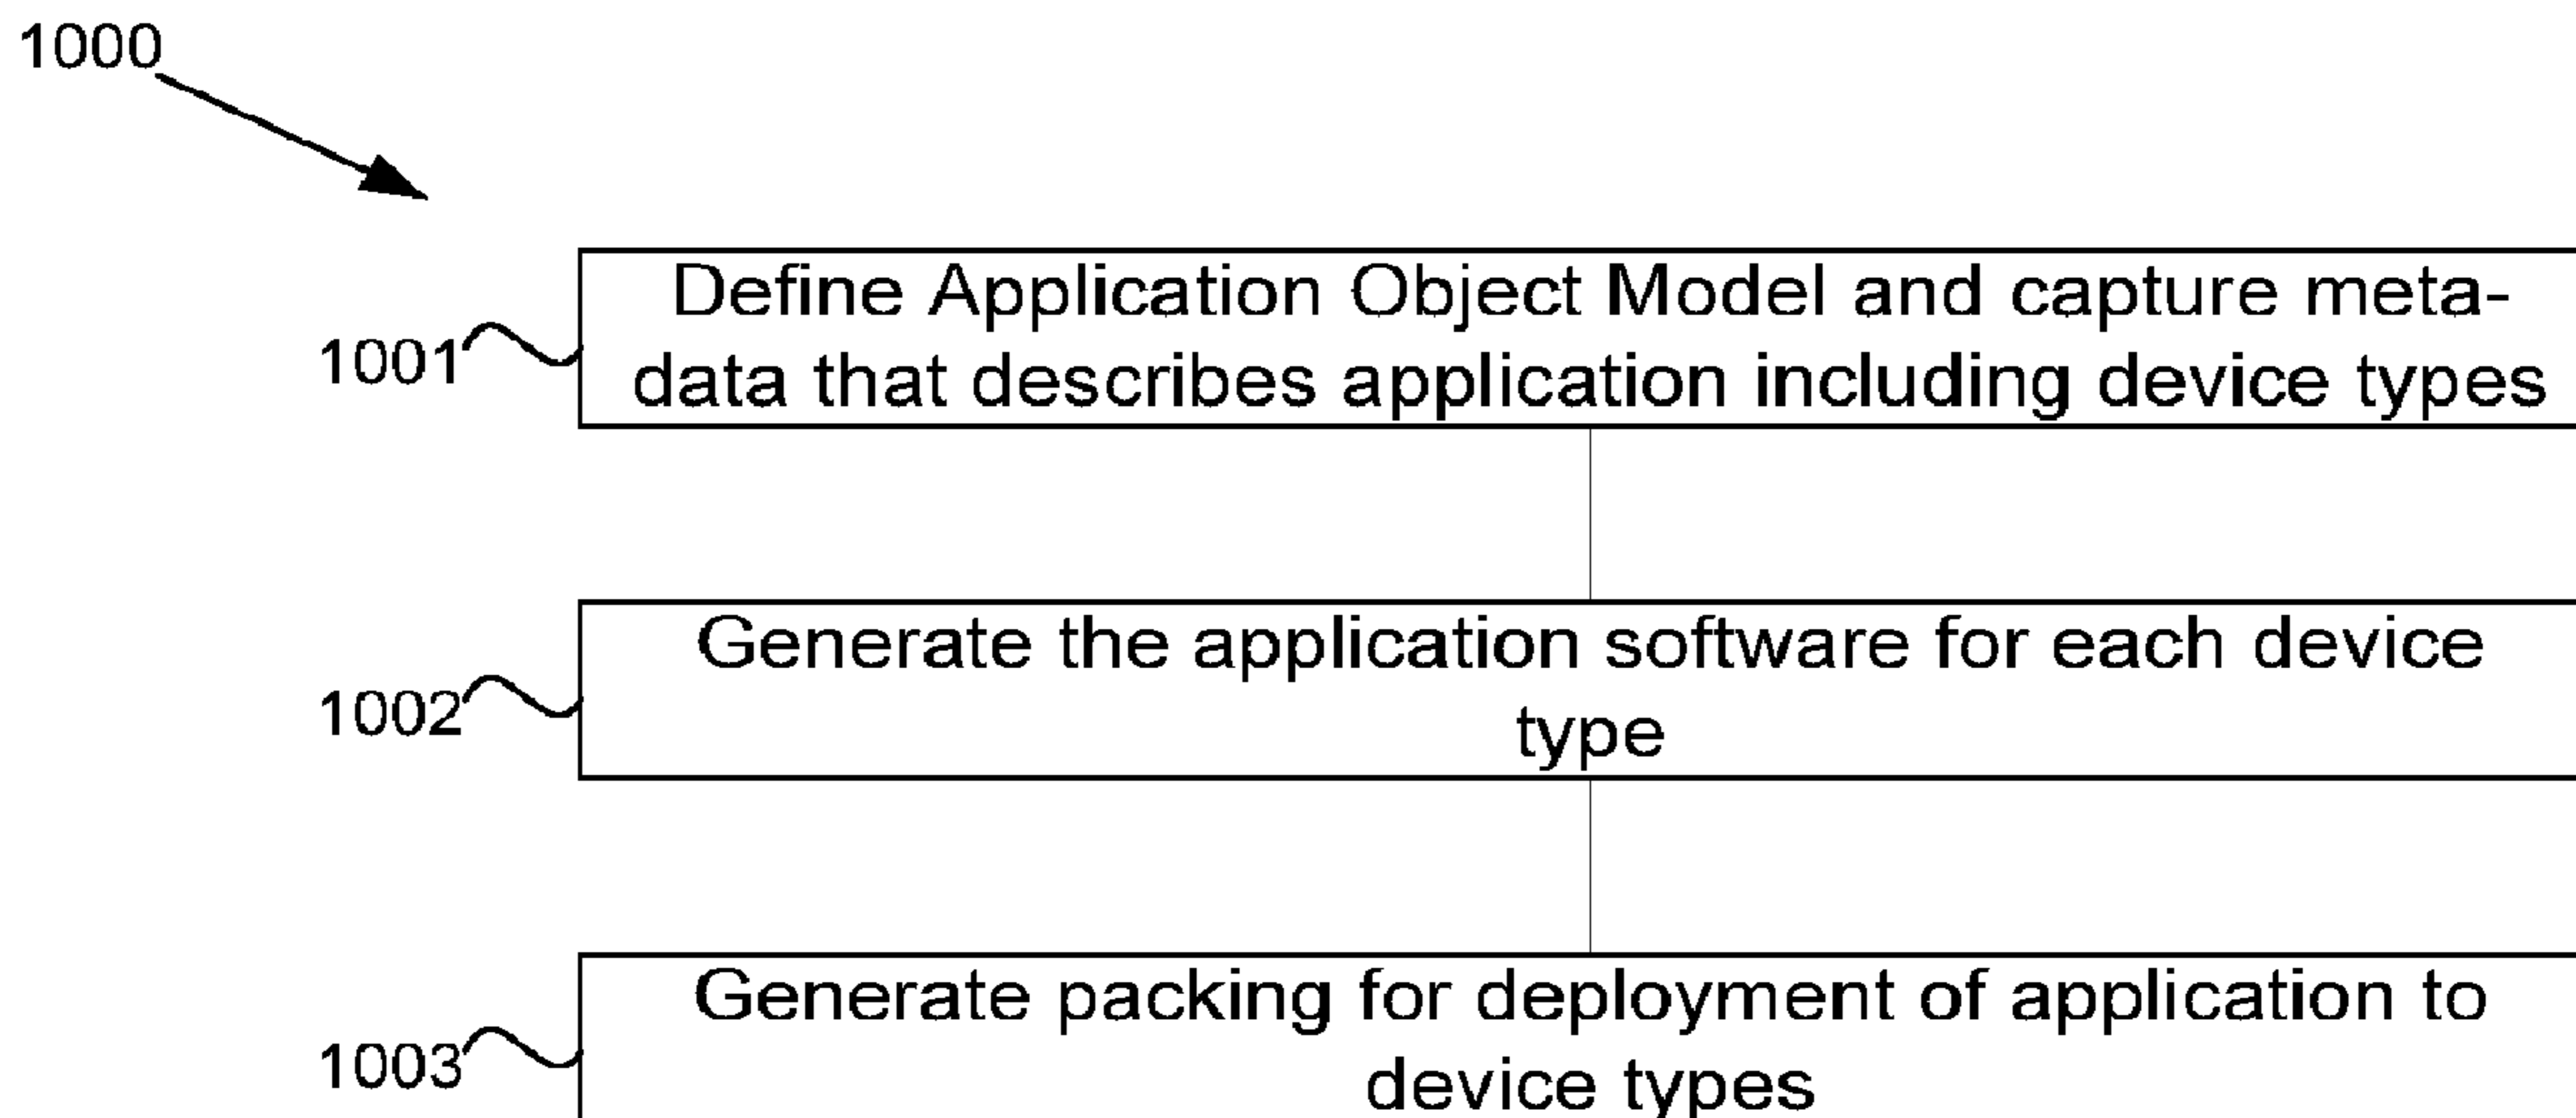 1000
Define Application Object Model and capture meta-
data that describes application including device types
1001
Generate the application software for each device
type
1002
Generate packing for deployment of application to
device types
1003